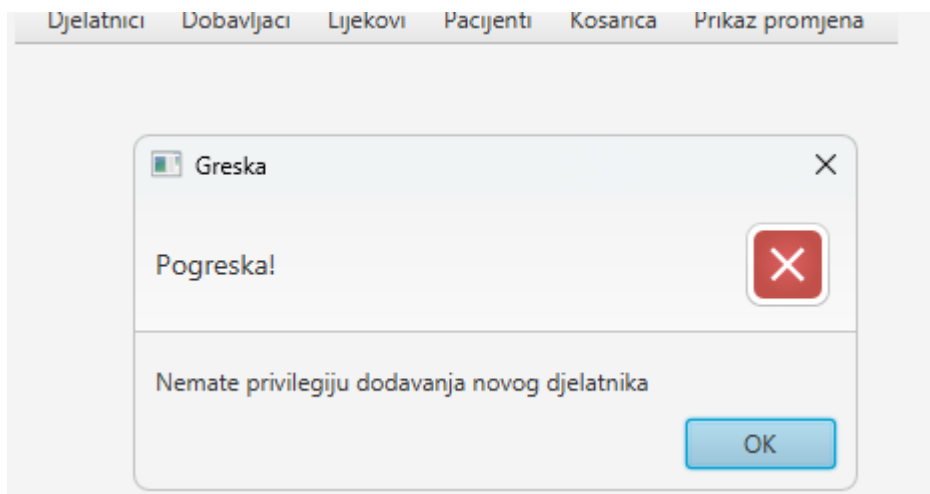 Djelatnici Dobavljaci Lijekovi Pacijenti Kosarica Prikaz promjena
Greska
Pogreska!
Nemate privilegiju dodavanja novog djelatnika
OK